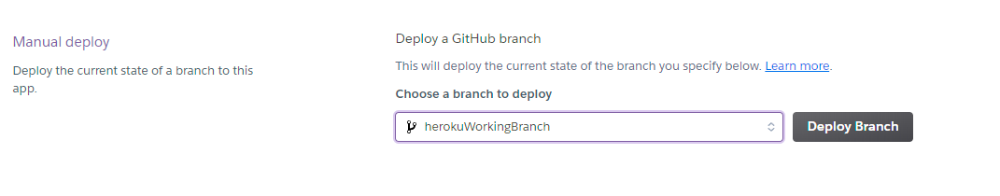 Manual deploy
Deploy the current state of a branch to this
app.
Deploy a GitHub branch
This will deploy the current state of the branch you specify below. Learn more.
Choose a branch to deploy
herokuWorkingBranch
Deploy Branch